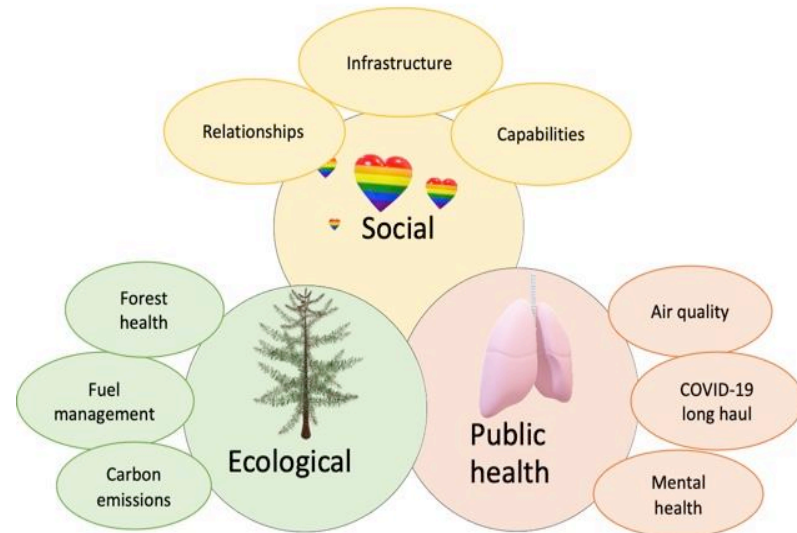 Infrastructure
Relationships
Capabilities
Social
Forest
health
Fuel
management
Carbon
emissions
Ecological
Public
health
Air quality
COVID-19
long haul
Mental
health